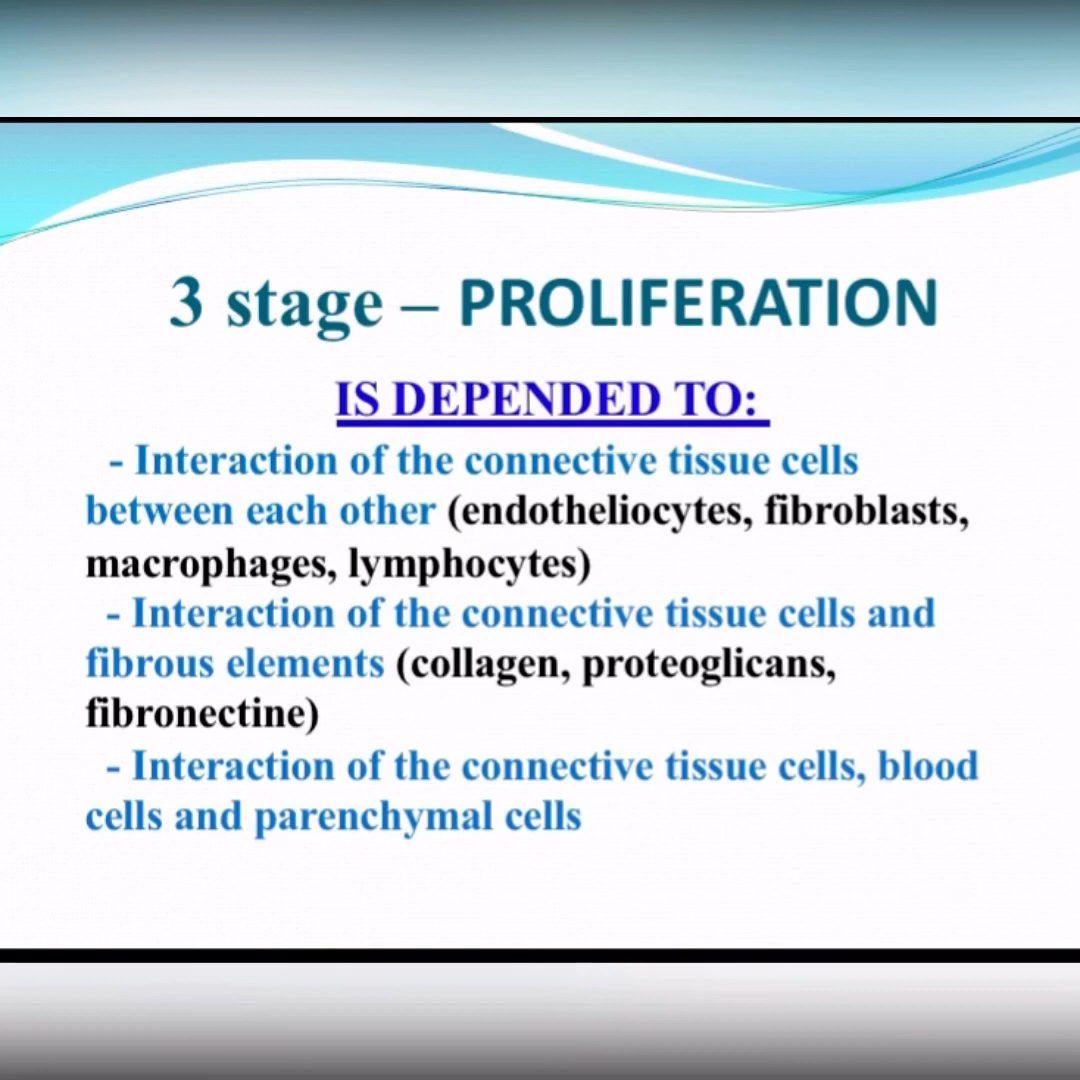 3 stage – PROLIFERATION
IS DEPENDED TO:
- Interaction of the connective tissue cells
between each other (endotheliocytes, fibroblasts,
macrophages, lymphocytes)
- Interaction of the connective tissue cells and
fibrous elements (collagen, proteoglicans,
fibronectine)
- Interaction of the connective tissue cells, blood
cells and parenchymal cells